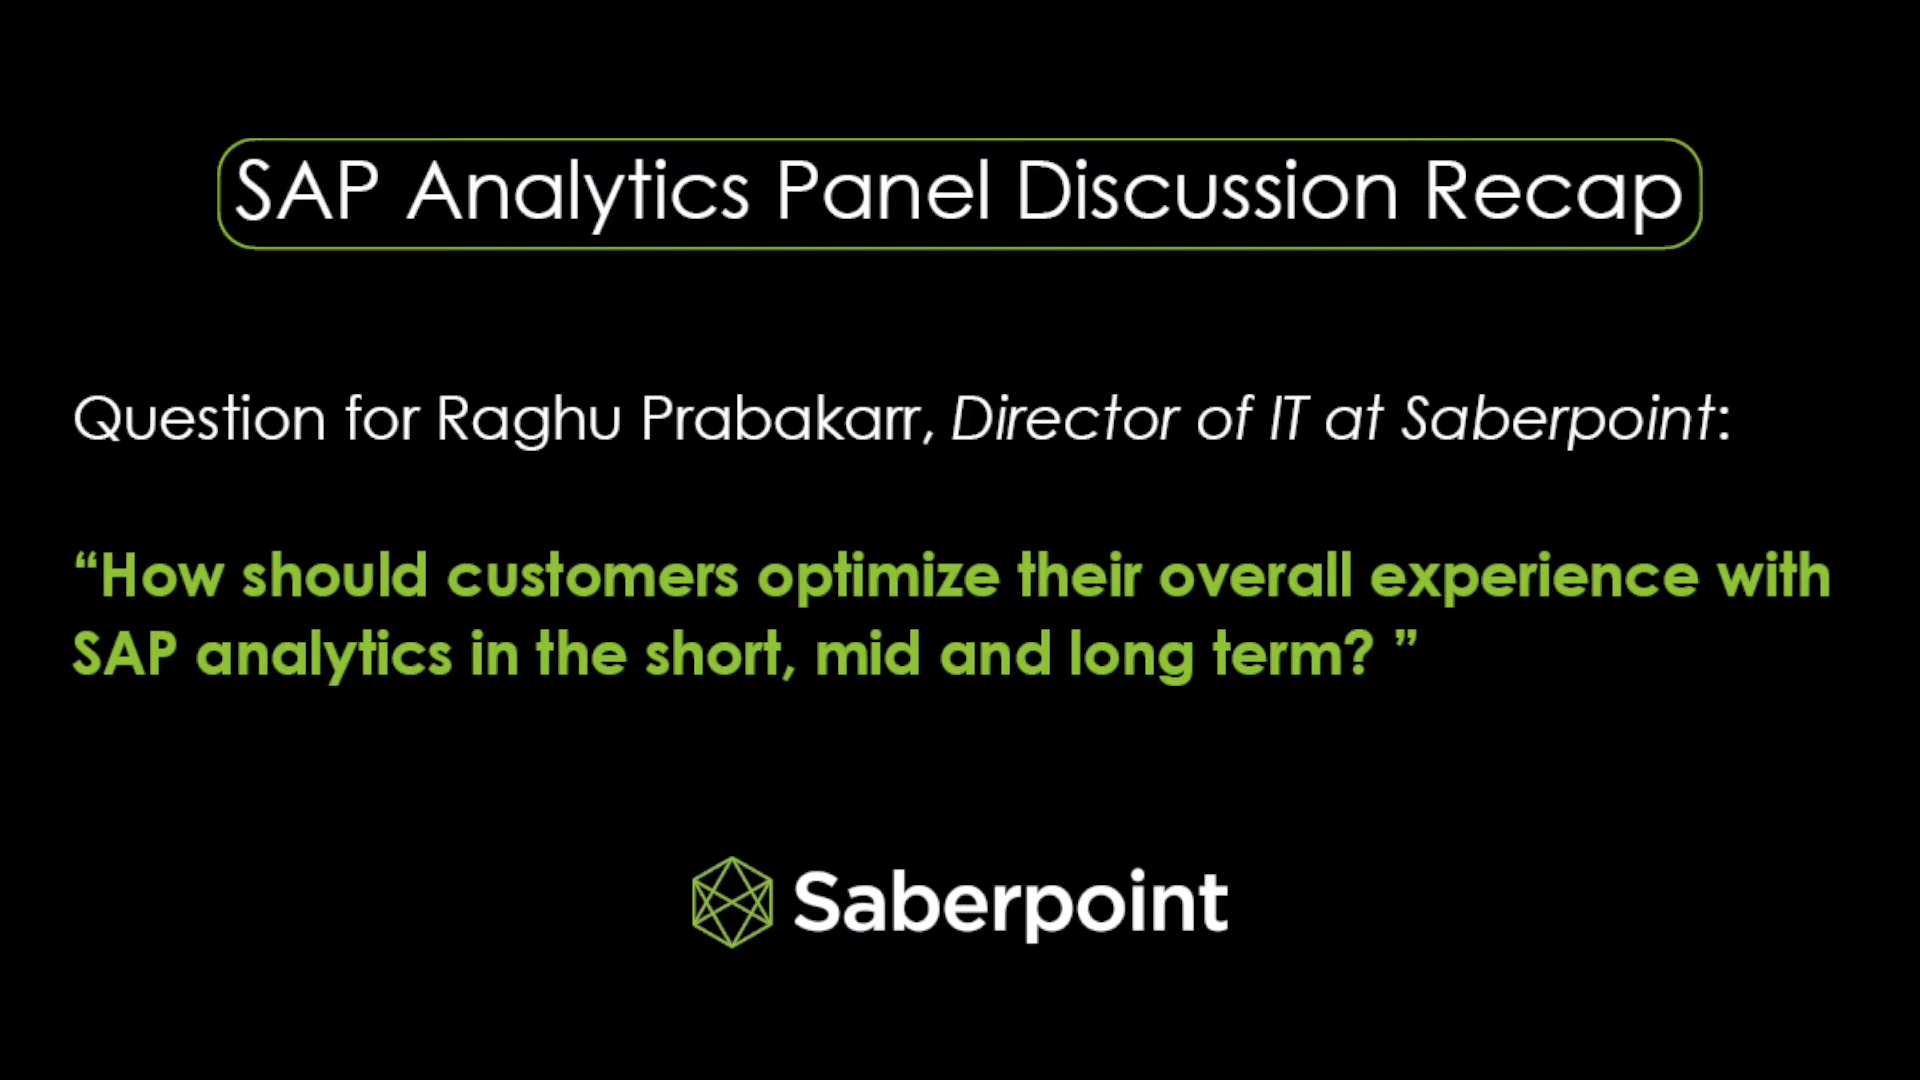 SAP Analytics Panel Discussion Recap
Question for Raghu Prabakarr, Director of IT at Saberpoint:
“How should customers optimize their overall experience with
SAP analytics in the short, mid and long term? ”
Saberpoint